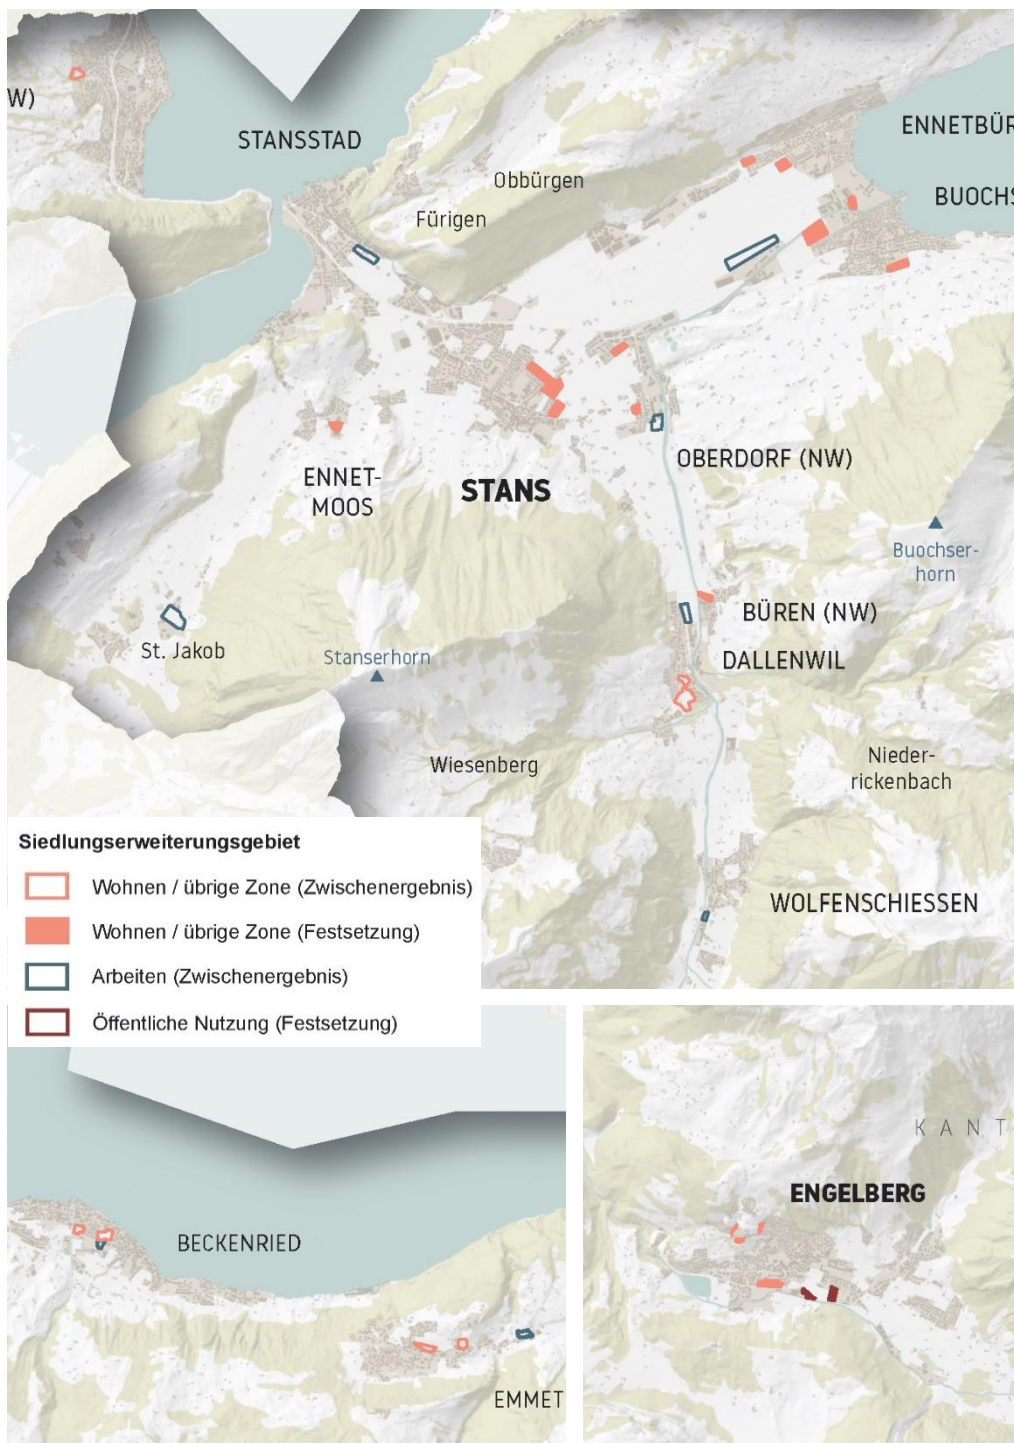 STANSSTAD
ENNETBÜR
W)
Obbürgen
BUOCHS
Fürigen
OBERDORF (NW)
ENNET-
MOOS
STANS
Buochser-
horn
BÜREN (NW)
St. Jakob
Stanserhorn
DALLENWIL
Wiesenberg
Nieder-
rickenbach
Siedlungserweiterungsgebiet
Wohnen / übrige Zone (Zwischenergebnis)
Wohnen / übrige Zone (Festsetzung)
Arbeiten (Zwischenergebnis)
Öffentliche Nutzung (Festsetzung)
WOLFENSCHIESSEN
BECKENRIED
EMMET
KANT
ENGELBERG